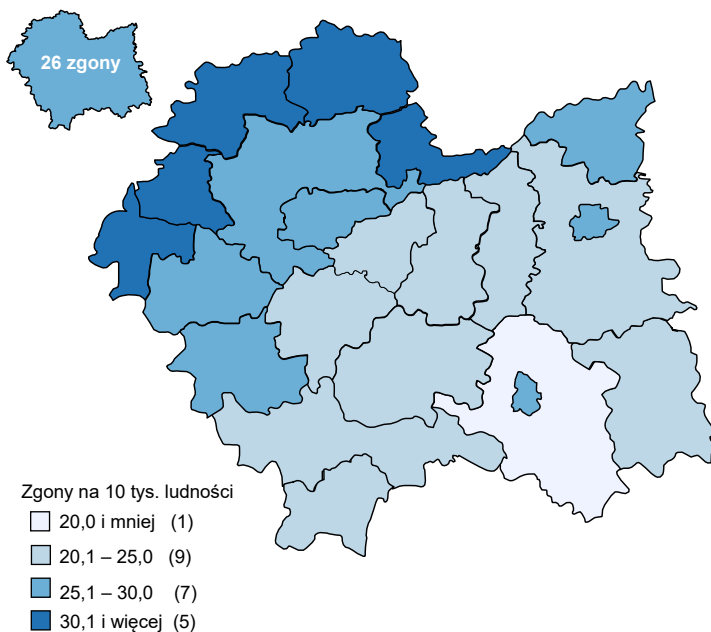 26 zgony
Zgony na 10 tys. ludności
20,0 i mniej (1)
20,1 – 25,0 (9)
25,1 – 30,0 (7)
30,1 i więcej (5)